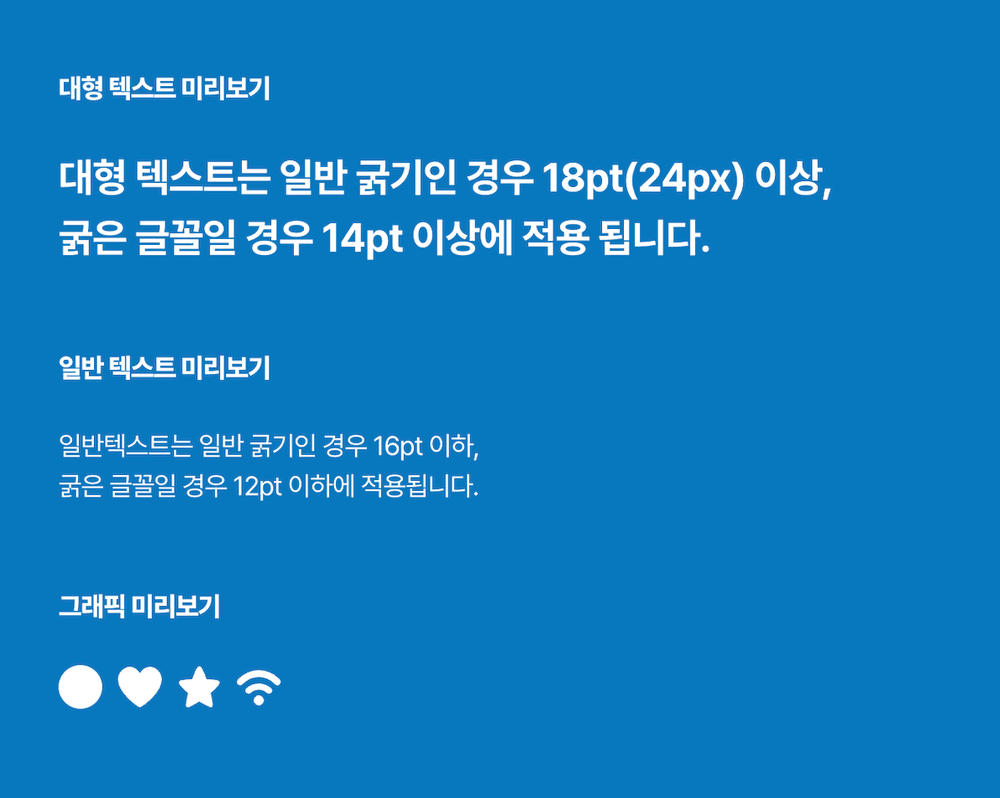 대형 텍스트 미리보기
대형 텍스트는 일반 굵기인 경우 18pt(24px) 이상,
굵은 글꼴일 경우 14pt 이상에 적용 됩니다.
일반 텍스트 미리보기
일반텍스트는 일반 굵기인 경우 16pt 이하,
굵은 글꼴일 경우 12pt 이하에 적용됩니다.
그래픽 미리보기